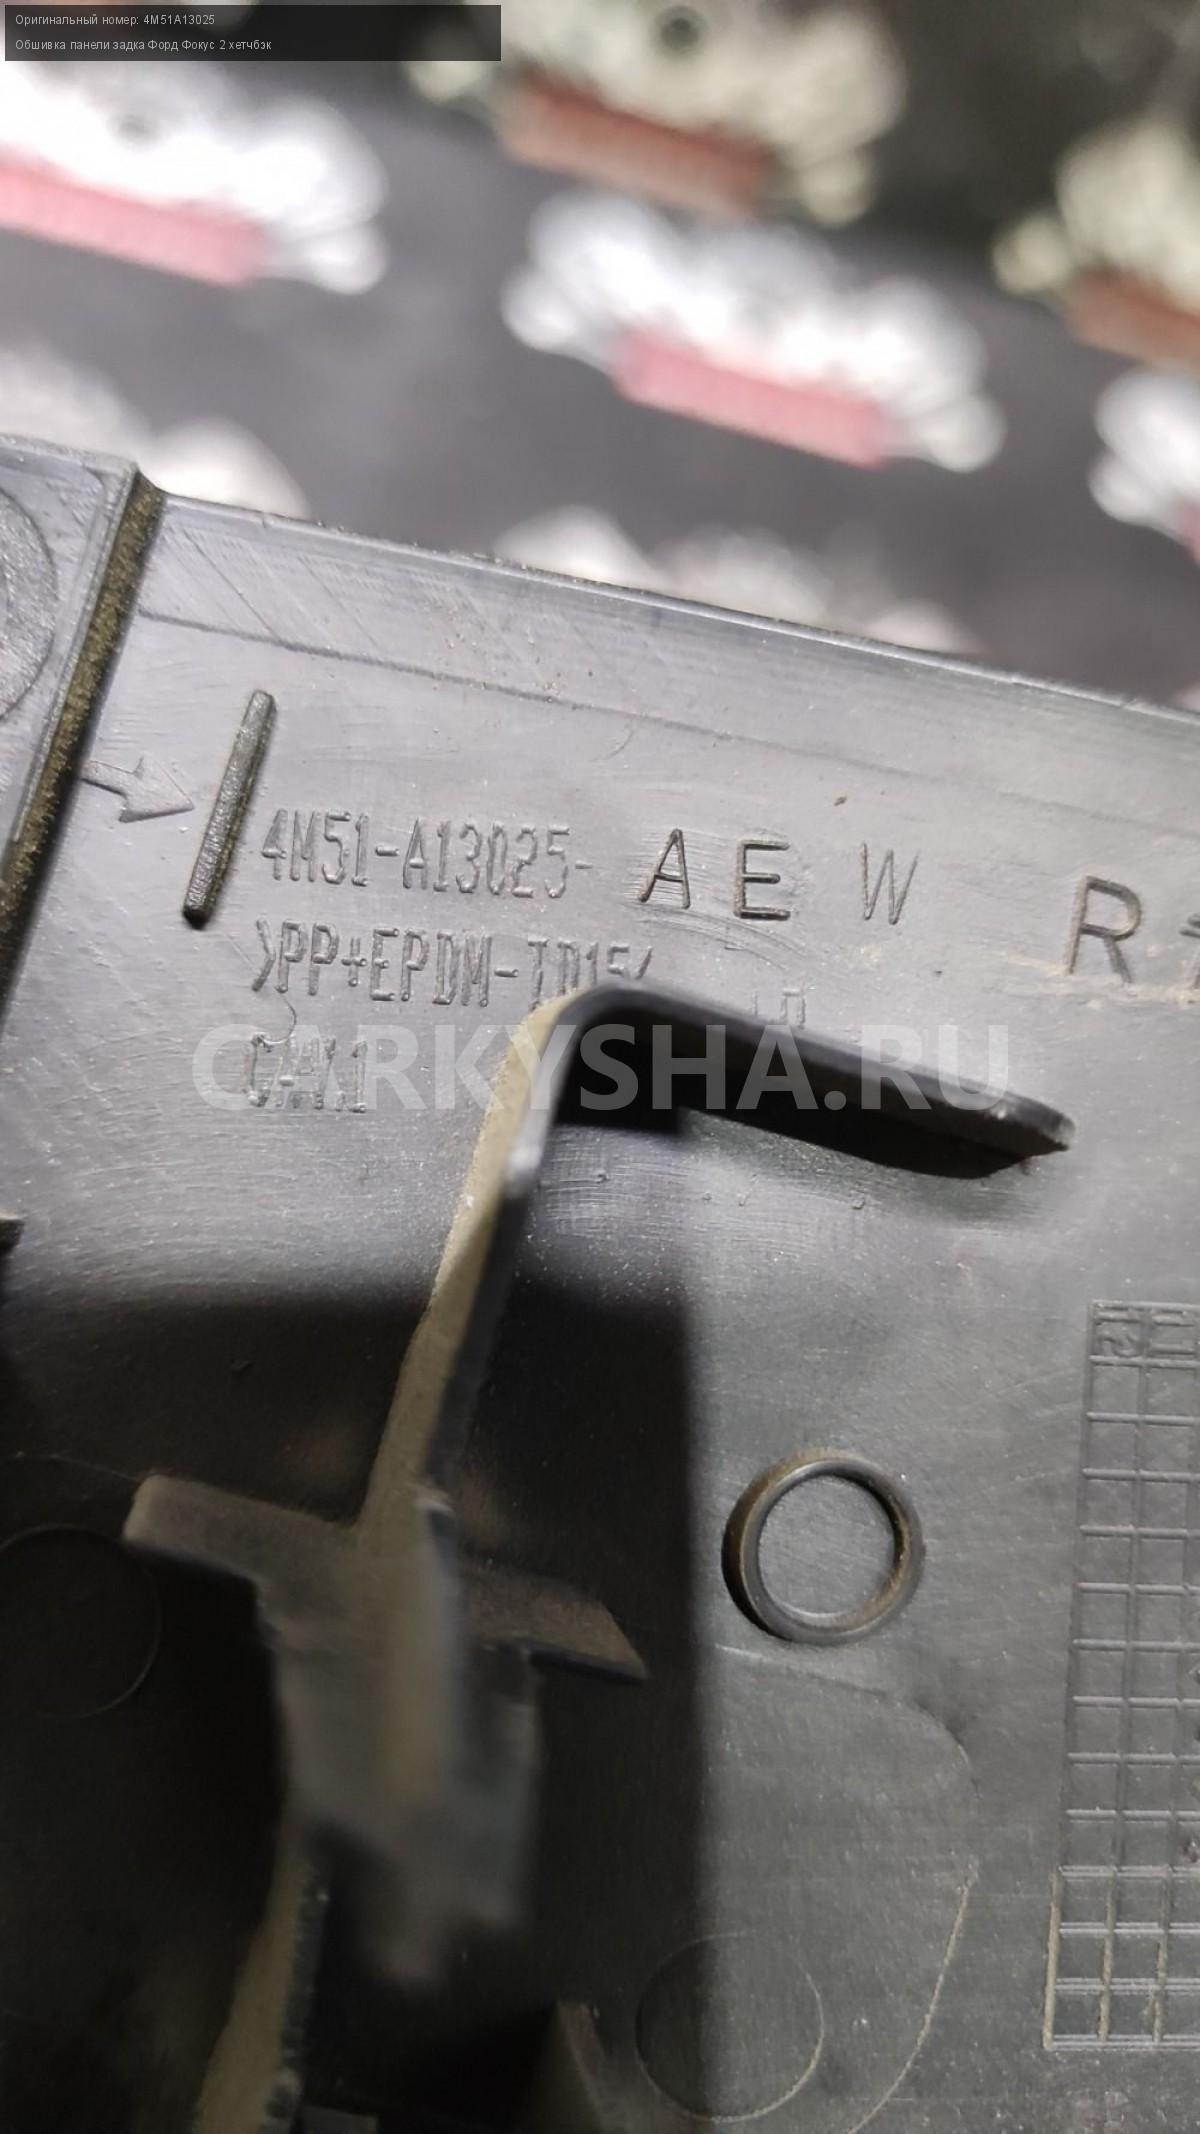 Оригинальный номер: 4M51A13025
Обшивка панели задка Форд Фокус 2 хетчбэк
4M51-A13025- A E W R
>PP+EPDM-TD15
CARKYSHA.RU